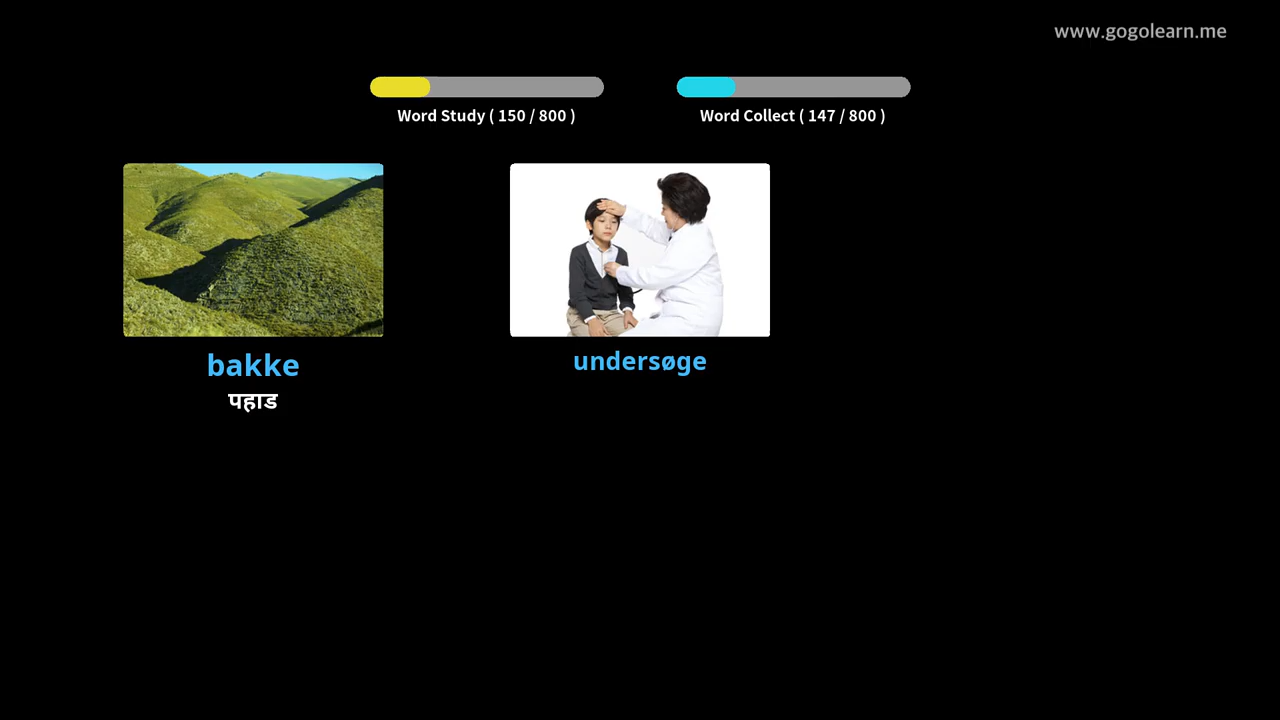 www.gogolearn.me
Word Study ( 150 / 800 )
Word Collect ( 147 / 800 )
bakke
पहाड
undersøge